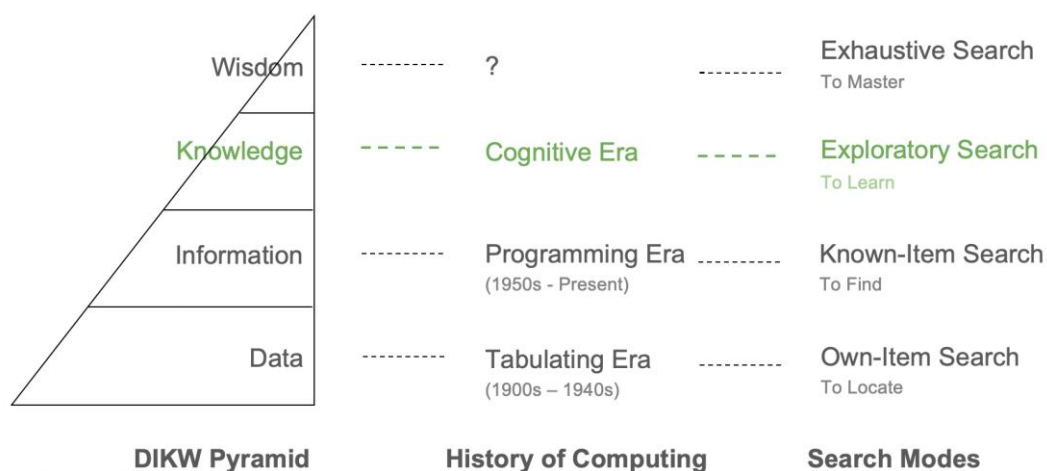 Wisdom
?
Exhaustive Search
To Master
Knowledge
Cognitive Era
Exploratory Search
To Learn
Information
Programming Era
(1950s - Present)
Known-Item Search
To Find
Data
Tabulating Era
(1900s – 1940s)
Own-Item Search
To Locate
DIKW Pyramid
History of Computing
Search Modes